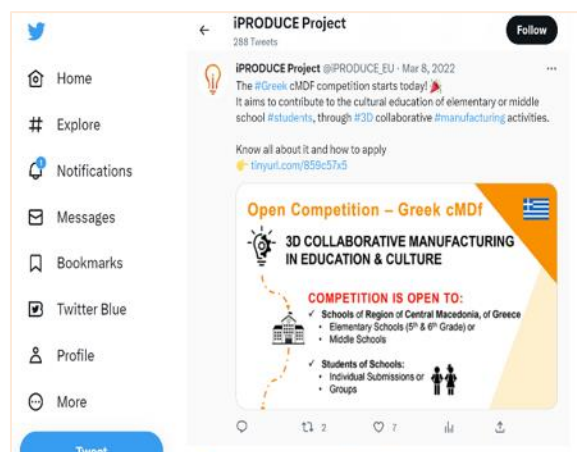 iPRODUCE Project
288 Tweets
Follow
Home
Explore
1
Notifications
Messages
Bookmarks
Twitter Blue
Profile
More
Tweet
iPRODUCE Project @iPRODUCE_EU · Mar 8, 2022
The #Greek cMDF competition starts today!
It aims to contribute to the cultural education of elementary or middle
school #students, through #3D collaborative #manufacturing activities.
Know all about it and how to apply
tinyurl.com/859c57x5
Open Competition – Greek cMDf
3D COLLABORATIVE MANUFACTURING
IN EDUCATION & CULTURE
COMPETITION IS OPEN TO:
✓ Schools of Region of Central Macedonia, of Greece
• Elementary Schools (5th & 6th Grade) or
• Middle Schools
✓ Students of Schools:
• Individual Submissions or
• Groups
2
7